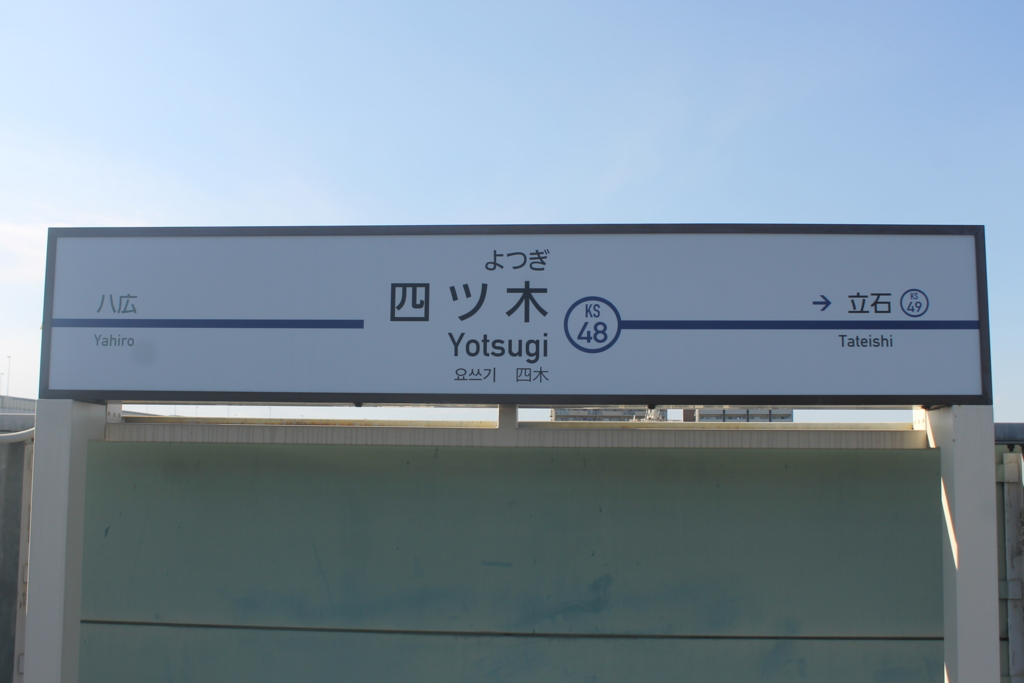 八広
Yahiro
よつぎ
四ツ木
Yotsugi
요쓰기 四木
KS
48
→ 立石
KS
49
Tateishi